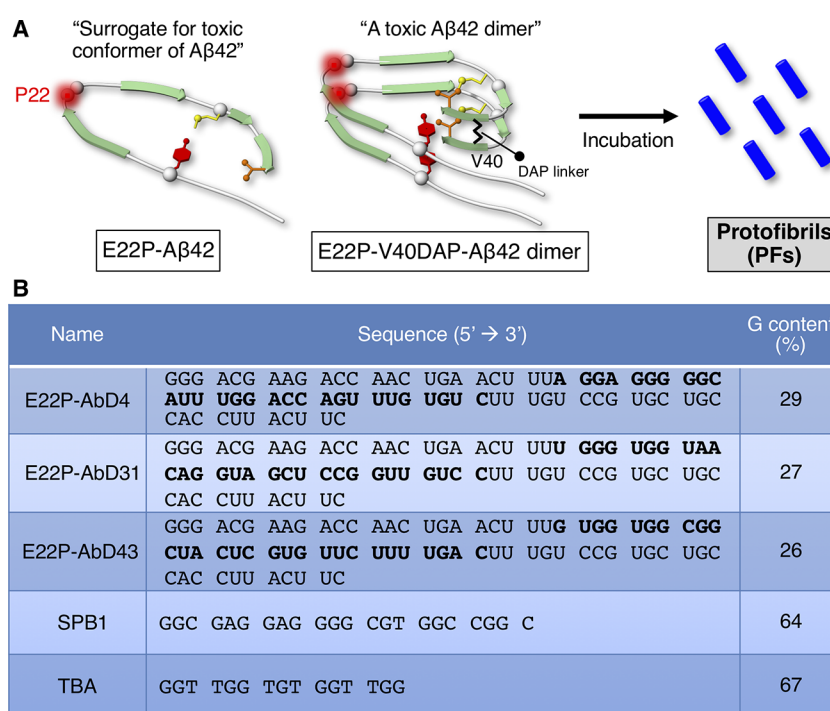 A
“Surrogate for toxic
conformer of Aβ42”
“A toxic Aβ42 dimer”
P22
V40
DAP linker
Incubation
E22P-Aβ42
E22P-V40DAP-Aβ42 dimer
Protofibrils
(PFs)
B
Name
Sequence (5’ → 3’)
G content
(%)
E22P-AbD4
GGG ACG AAG ACC AAC UGA ACU UUA GGA GGG GGC
AUU UGG ACC AGU UUG UGU CUU UGU CCG UGC UGC
CAC CUU ACU UC
29
E22P-AbD31
GGG ACG AAG ACC AAC UGA ACU UUU GGG UGG UAA
CAG GUA GCU CCG GUU GUC CUU UGU CCG UGC UGC
CAC CUU ACU UC
27
E22P-AbD43
GGG ACG AAG ACC AAC UGA ACU UUG UGG UGG CGG
CUA CUC GUG UUC UUU UGA CUU UGU CCG UGC UGC
CAC CUU ACU UC
26
SPB1
GGC GAG GAG GGG CGT GGC CGG C
64
TBA
GGT TGG TGT GGT TGG
67